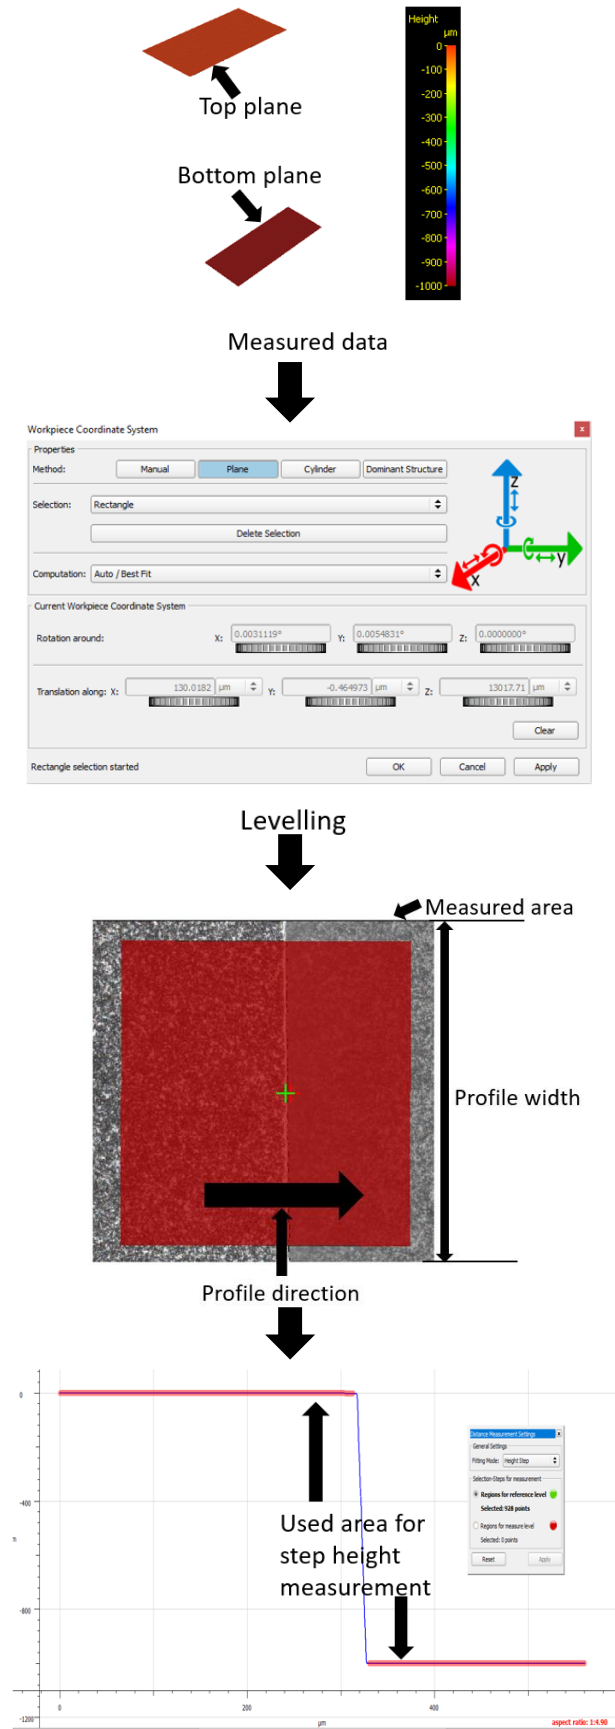 Height
µm
0
-100
-200
-300
-400
-500
-600
-700
-800
-900
-1000
Top plane
Bottom plane
Measured data
Workpiece Coordinate System
x
Properties
Method: Manual Plane Cylinder Dominant Structure
Selection: Rectangle
Delete Selection
Computation: Auto / Best Fit
z
y
x
Current Workpiece Coordinate System
Rotation around: X: 0.0031119° Y: 0.0054831° Z: 0.0000000°
Translation along: X: 130.0182 µm Y: -0.464973 µm Z: 13017.71 µm
Clear
Rectangle selection started OK Cancel Apply
Levelling
Measured area
Profile width
Profile direction
0
-400
-800
-1200
Distance Measurement Settings x
General Settings
Fitting Mode: Height Step
Selection-Steps for measurement
Regions for reference level
Selected: 928 points
Regions for measure level
Selected: 0 points
Reset Apply
Used area for
step height
measurement
0 200 400
µm
aspect ratio: 1:4.90